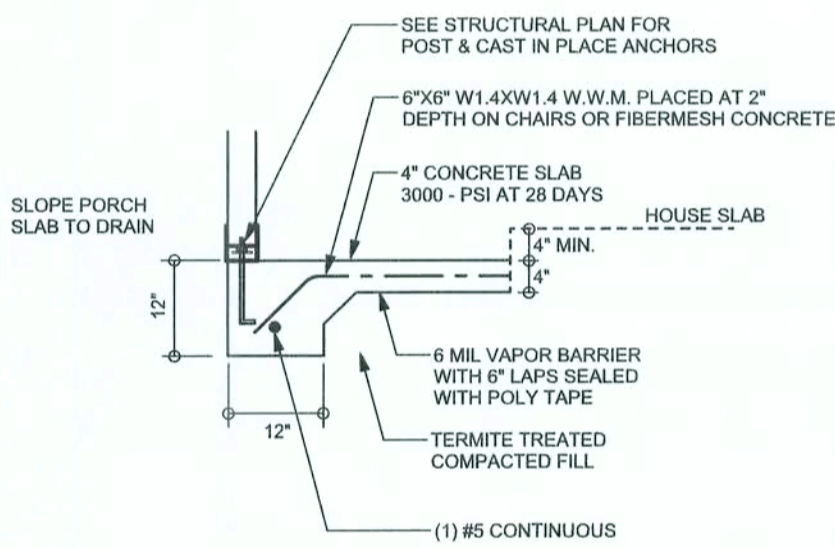 SEE STRUCTURAL PLAN FOR
POST & CAST IN PLACE ANCHORS
6"X6" W1.4XW1.4 W.W.M. PLACED AT 2"
DEPTH ON CHAIRS OR FIBERMESH CONCRETE
4" CONCRETE SLAB
3000 - PSI AT 28 DAYS
SLOPE PORCH
SLAB TO DRAIN
HOUSE SLAB
4" MIN.
4"
12"
6 MIL VAPOR BARRIER
WITH 6" LAPS SEALED
WITH POLY TAPE
12"
TERMITE TREATED
COMPACTED FILL
(1) #5 CONTINUOUS